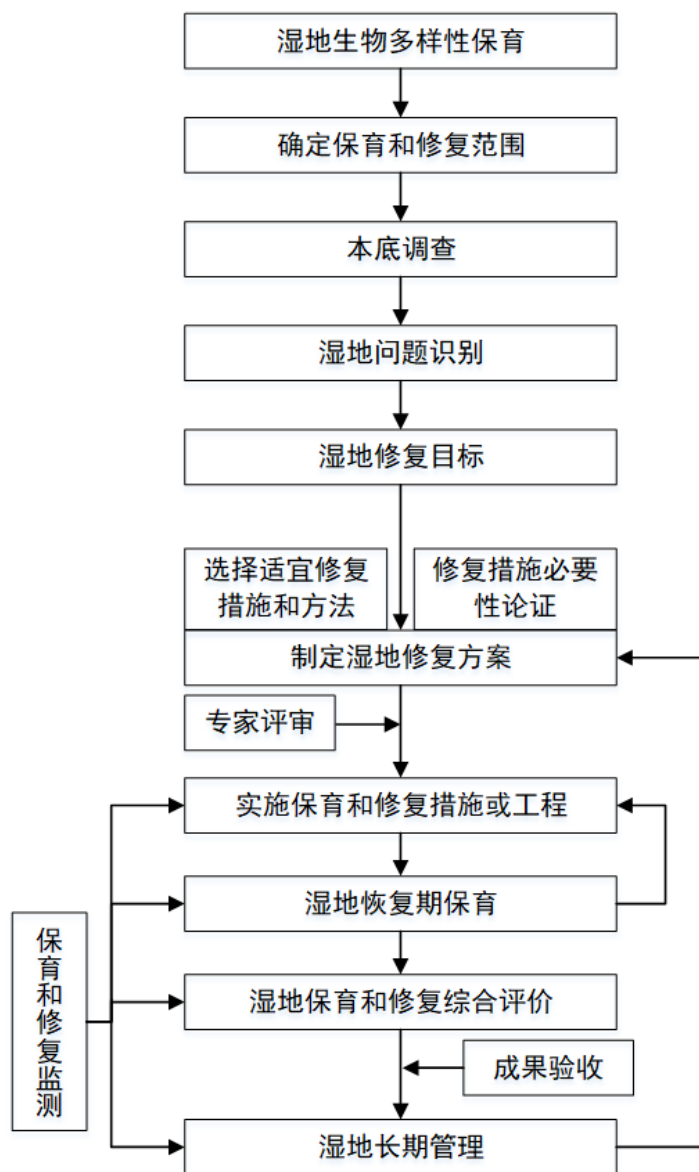 湿地生物多样性保育
确定保育和修复范围
本底调查
湿地问题识别
湿地修复目标
选择适宜修复
措施和方法
修复措施必要
性论证
制定湿地修复方案
专家评审
实施保育和修复措施或工程
湿地恢复期保育
保育和修复监测
湿地保育和修复综合评价
成果验收
湿地长期管理